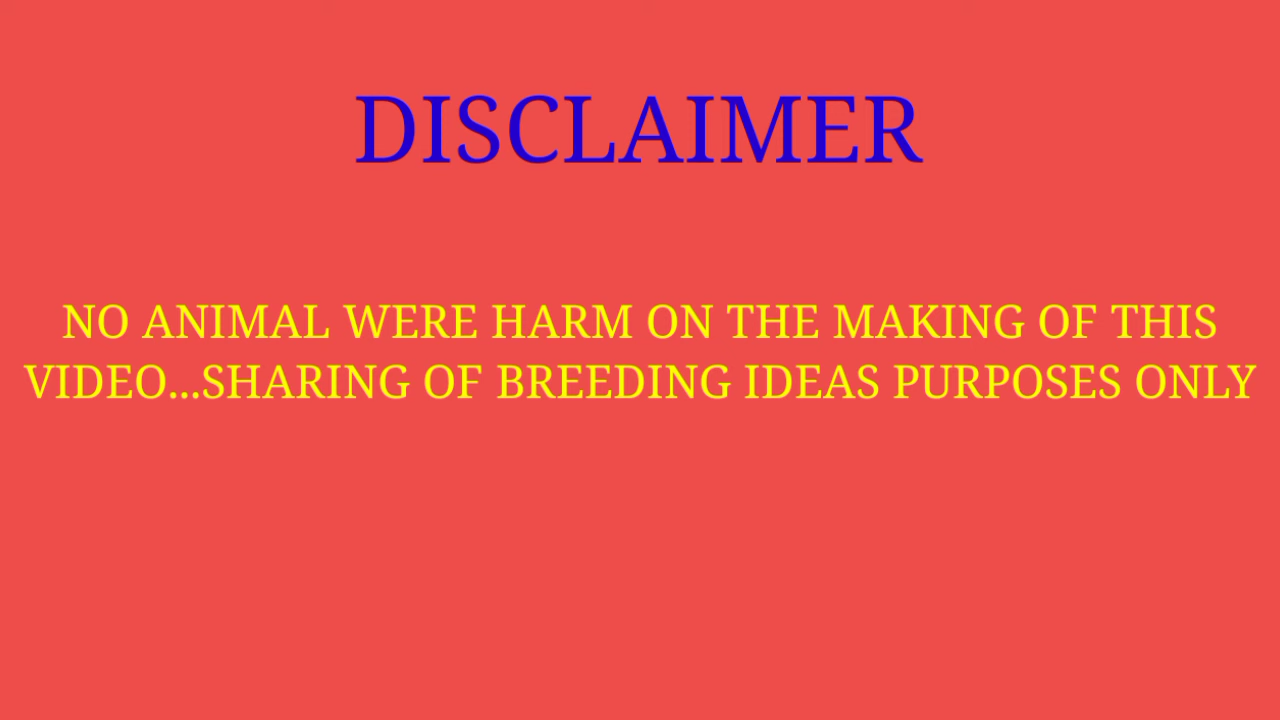 DISCLAIMER
NO ANIMAL WERE HARM ON THE MAKING OF THIS
VIDEO...SHARING OF BREEDING IDEAS PURPOSES ONLY